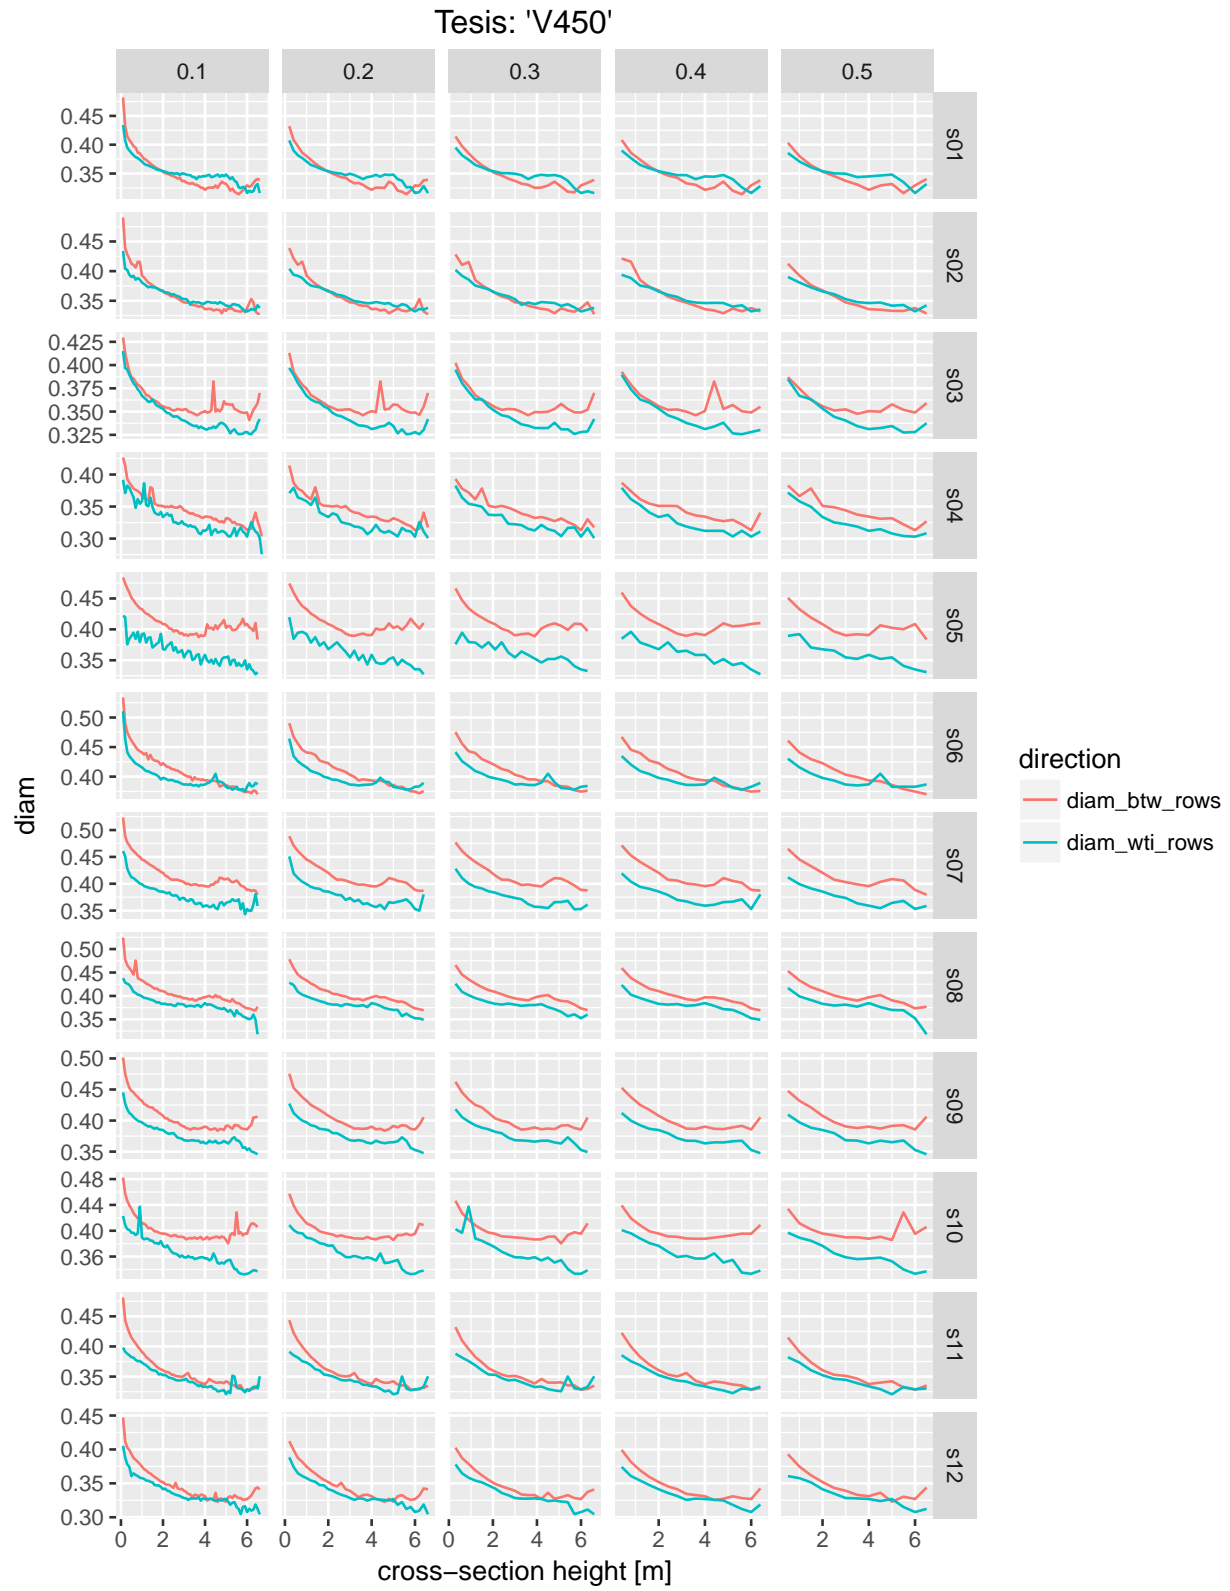 Tesis: 'V450'
0.1 0.2 0.3 0.4 0.5
0.45
0.40
0.35
s01
0.45
0.40
0.35
s02
0.425
0.400
0.375
0.350
0.325
s03
0.40
0.35
0.30
s04
0.45
0.40
0.35
s05
0.50
0.45
0.40
s06
0.50
0.45
0.40
0.35
s07
0.50
0.45
0.40
0.35
s08
0.50
0.45
0.40
0.35
s09
0.48
0.44
0.40
0.36
s10
0.45
0.40
0.35
s11
0.45
0.40
0.35
0.30
s12
0 2 4 6 0 2 4 6 0 2 4 6 2 4 6 2 4 6
cross−section height [m]
diam
direction
diam_btw_rows
diam_wti_rows